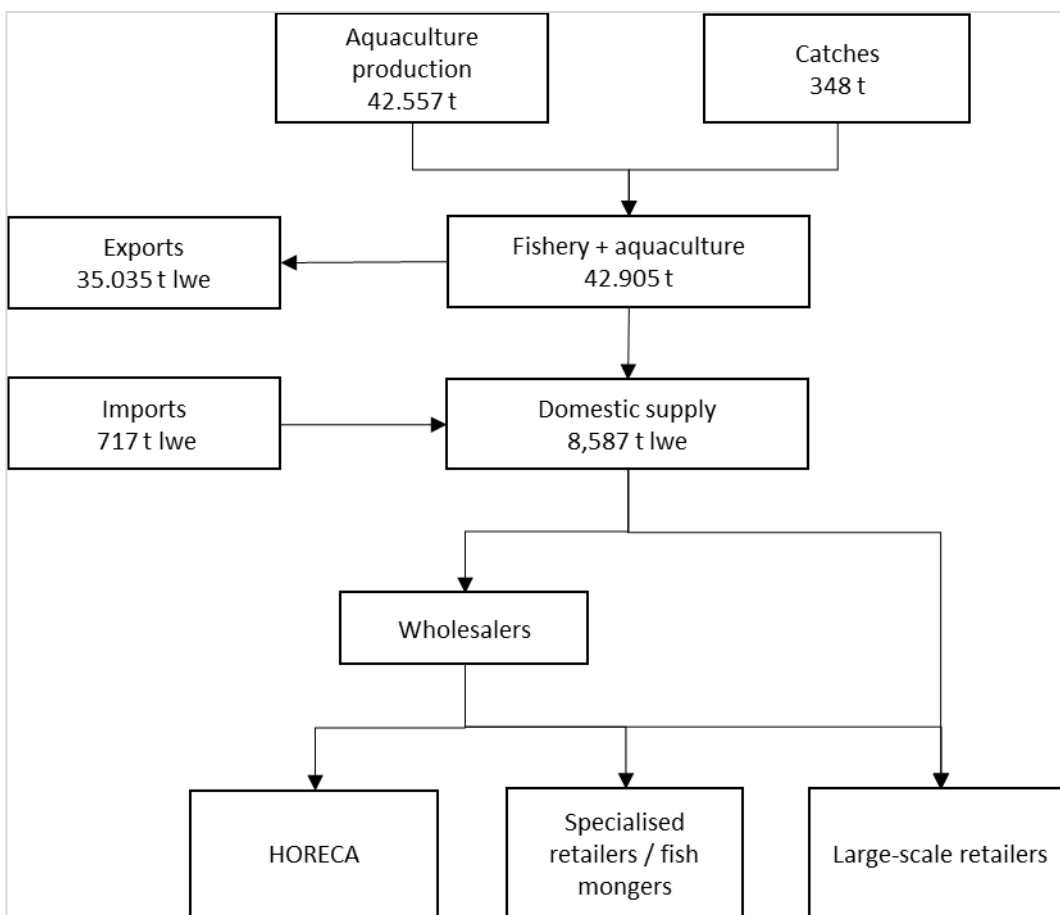 Aquaculture
production
42.557 t
Catches
348 t
Exports
35.035 t lwe
Fishery + aquaculture
42.905 t
Imports
717 t lwe
Domestic supply
8,587 t lwe
Wholesalers
HORECA
Specialised
retailers / fish
mongers
Large-scale retailers